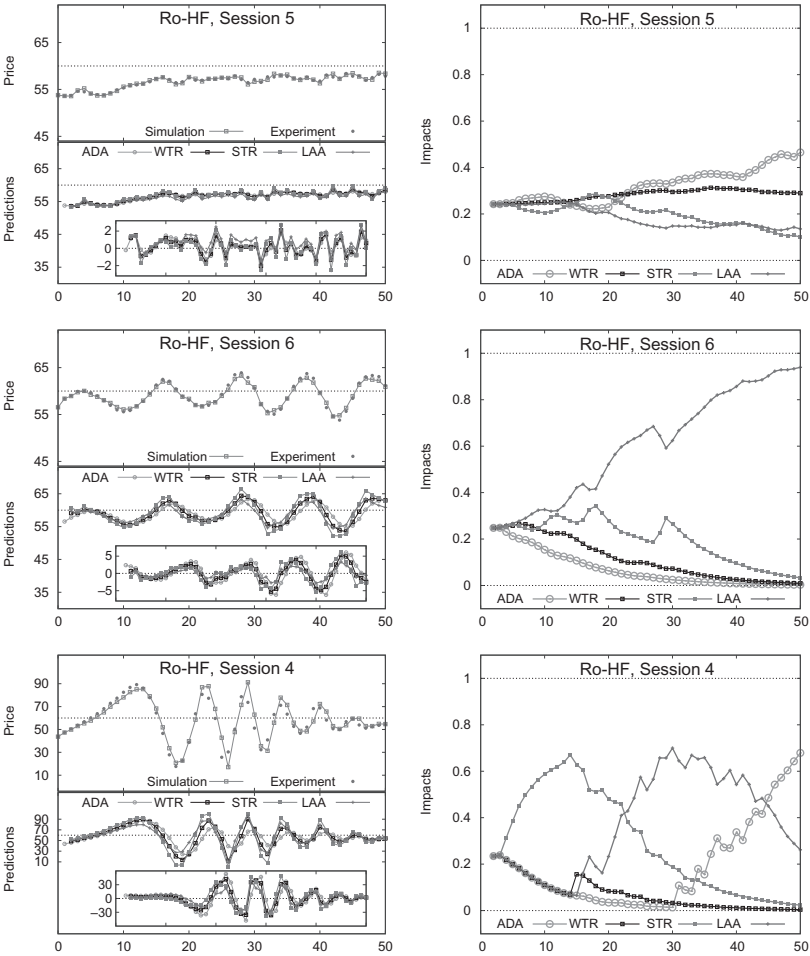 Ro-HF, Session 5
Price
65
55
45
Simulation Experiment
Predictions
65
55
45
35
ADA WTR STR LAA
2
0
−2
0 10 20 30 40 50
Ro-HF, Session 5
Impacts
1
0.8
0.6
0.4
0.2
0
ADA WTR STR LAA
0 10 20 30 40 50
Ro-HF, Session 6
Price
65
55
45
Simulation Experiment
Predictions
65
55
45
35
ADA WTR STR LAA
5
0
−5
0 10 20 30 40 50
Ro-HF, Session 6
Impacts
1
0.8
0.6
0.4
0.2
0
ADA WTR STR LAA
0 10 20 30 40 50
Ro-HF, Session 4
Price
90
70
50
30
10
Simulation Experiment
Predictions
90
70
50
30
10
ADA WTR STR LAA
30
0
−30
0 10 20 30 40 50
Ro-HF, Session 4
Impacts
1
0.8
0.6
0.4
0.2
0
ADA WTR STR LAA
0 10 20 30 40 50